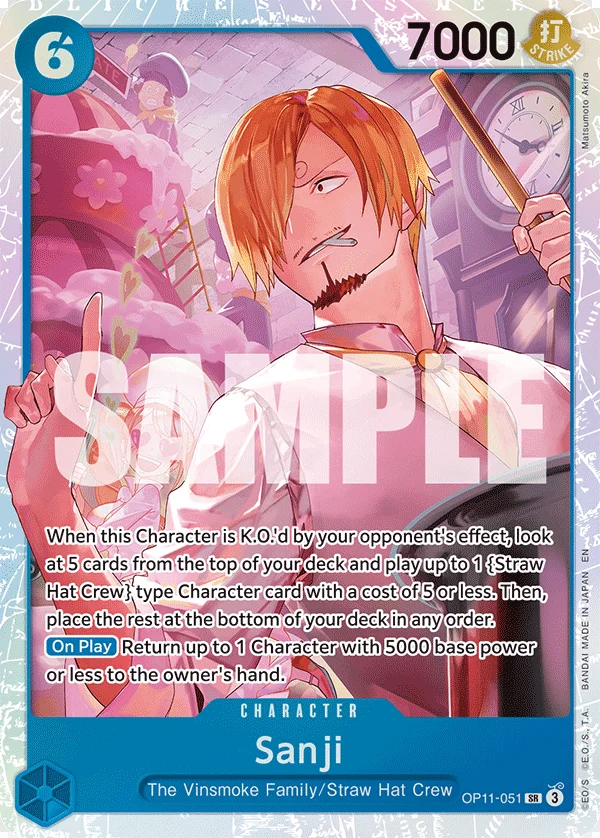 6
7000
打
STRIKE
Matsumoto Akira
SAMPLE
When this Character is K.O.'d by your opponent's effect, look
at 5 cards from the top of your deck and play up to 1 {Straw
Hat Crew} type Character card with a cost of 5 or less. Then,
place the rest at the bottom of your deck in any order.
On Play Return up to 1 Character with 5000 base power
or less to the owner's hand.
CHARACTER
Sanji
The Vinsmoke Family/Straw Hat Crew
OP11-051 SR 3
©EO/S ©E.O./S., T.A. BANDAI MADE IN JAPAN EN